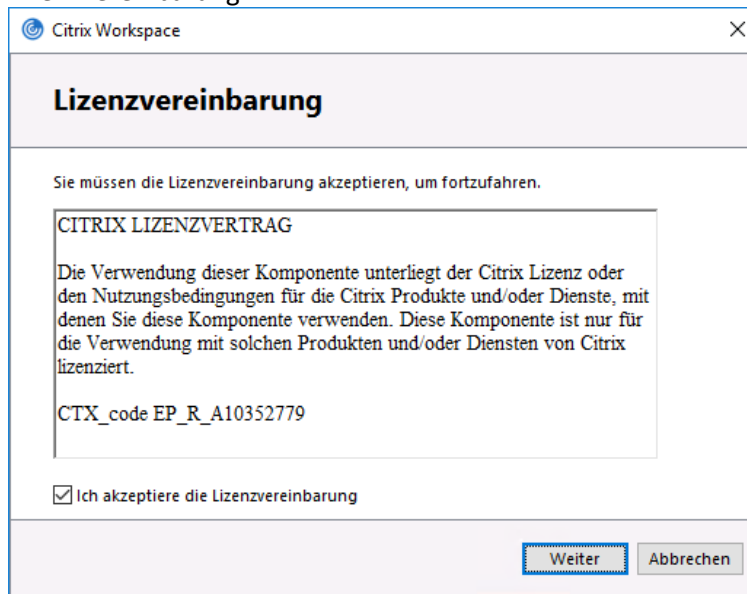 Citrix Workspace
Lizenzvereinbarung
Sie müssen die Lizenzvereinbarung akzeptieren, um fortzufahren.
CITRIX LIZENZVERTRAG
Die Verwendung dieser Komponente unterliegt der Citrix Lizenz oder
den Nutzungsbedingungen für die Citrix Produkte und/oder Dienste, mit
denen Sie diese Komponente verwenden. Diese Komponente ist nur für
die Verwendung mit solchen Produkten und/oder Diensten von Citrix
lizenziert.
CTX_code EP_R_A10352779
Ich akzeptiere die Lizenzvereinbarung
Weiter Abbrechen